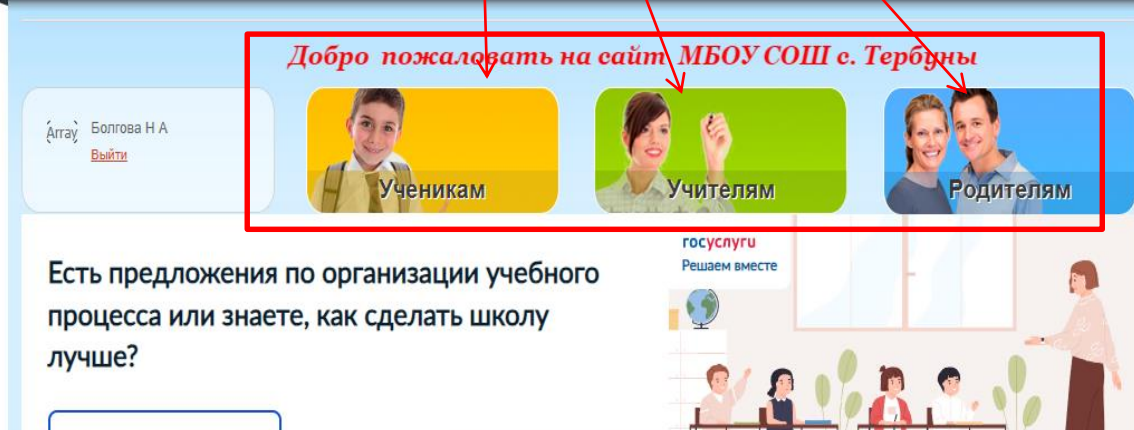 Добро пожаловать на сайт МБОУ СОШ с. Тербуны
Array
Болгова Н А
Выйти
Ученикам
Учителям
Родителям
Есть предложения по организации учебного
процесса или знаете, как сделать школу
лучше?
госуслуги
Решаем вместе